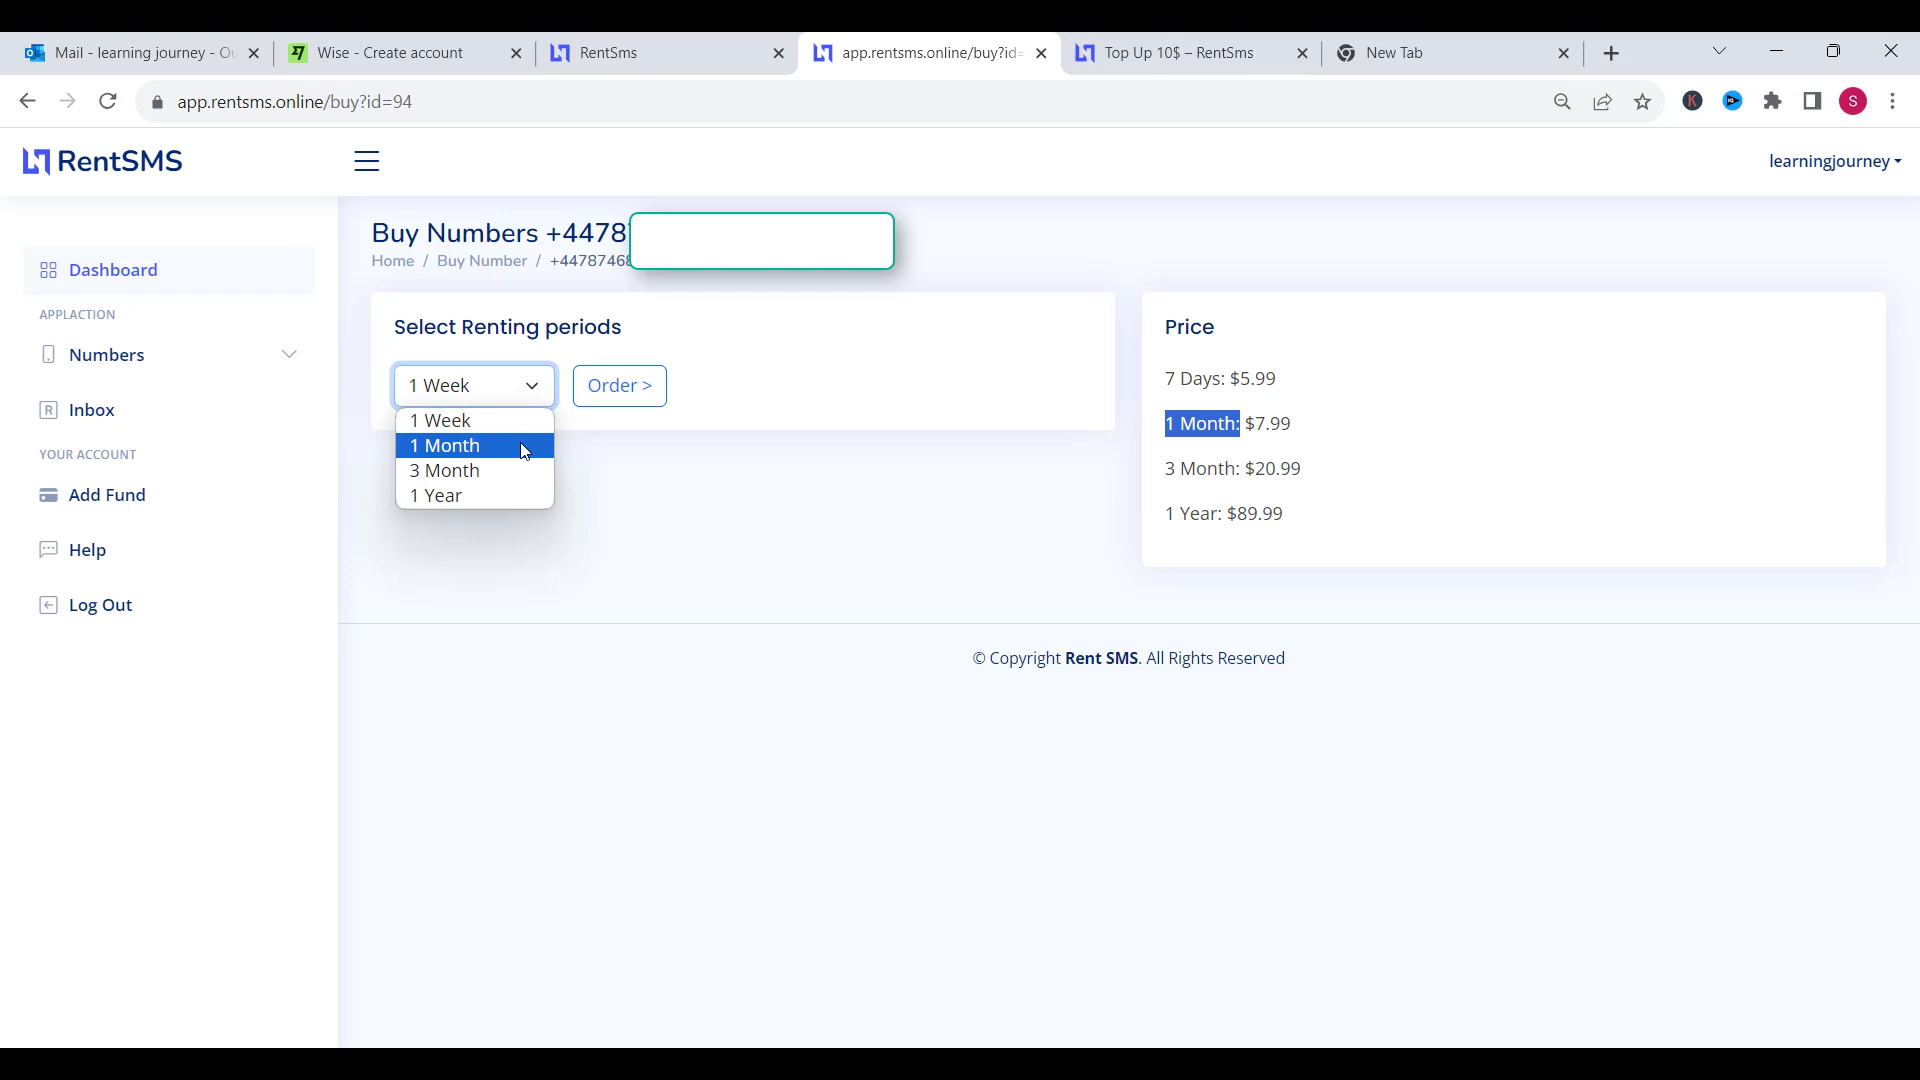 Mail - learning journey - Ou
Wise - Create account
RentSms
app.rentsms.online/buy?id=
Top Up 10$ – RentSms
New Tab
app.rentsms.online/buy?id=94
S
RentSMS
learningjourney
Buy Numbers +4478
Home / Buy Number / +44787468
Dashboard
APPLACTION
Numbers
Inbox
YOUR ACCOUNT
Add Fund
Help
Log Out
Select Renting periods
1 Week
Order >
1 Week
1 Month
3 Month
1 Year
Price
7 Days: $5.99
1 Month: $7.99
3 Month: $20.99
1 Year: $89.99
© Copyright Rent SMS. All Rights Reserved